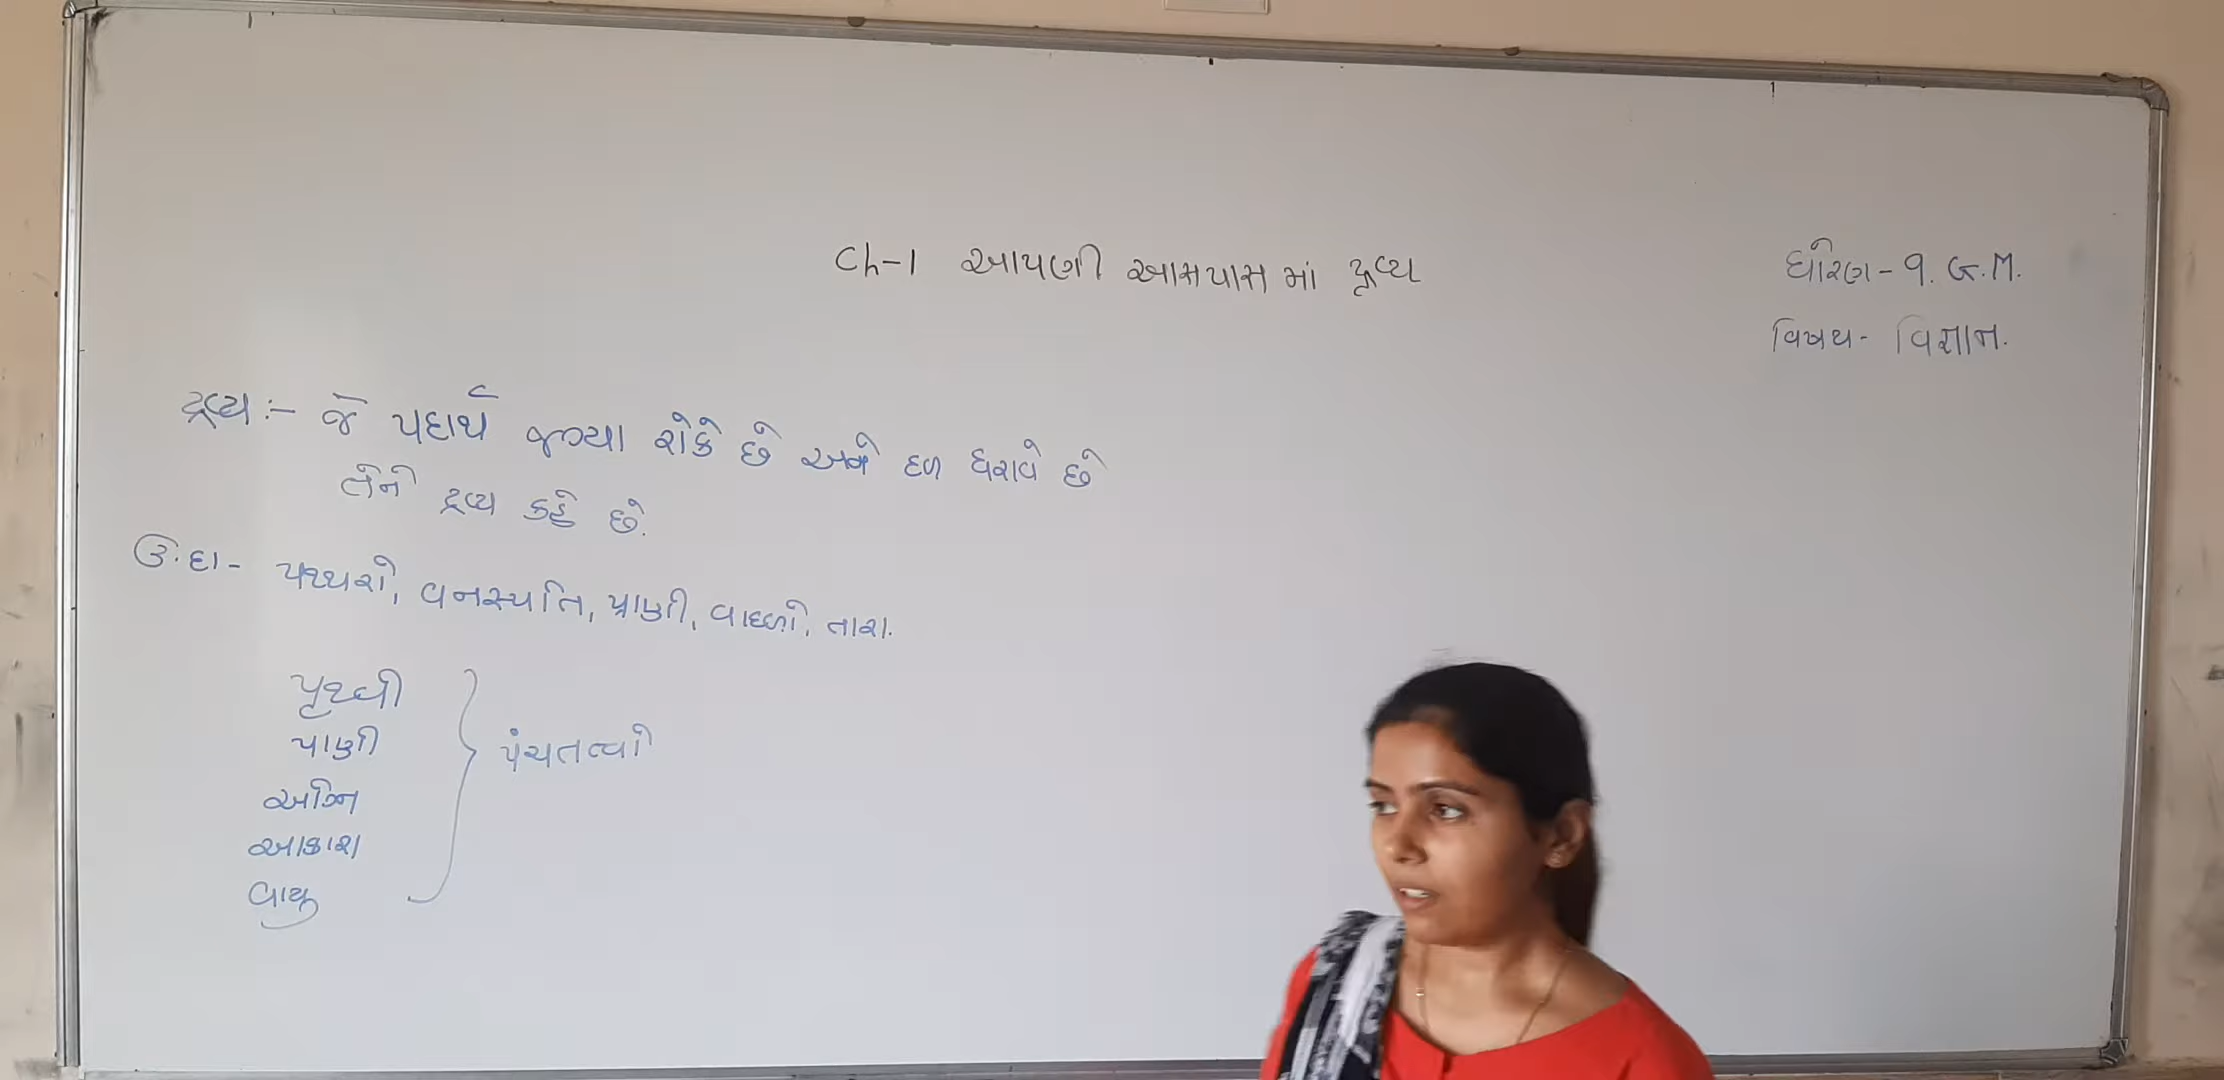 Ch-1 આપણી આસપાસ માં દ્રવ્ય
ધોરણ - 9. G.M.
વિષય - વિજ્ઞાન.
દ્રવ્ય :- જે પદાર્થ જગ્યા રોકે છે અને દળ ધરાવે છે
તેને દ્રવ્ય કહે છે.
ઉ.દા - પથ્થરો, વનસ્પતિ, પ્રાણી, વાદળો, તારા.
પૃથ્વી
પાણી
પંચતત્વો
અગ્નિ
આકાશ
વાયુ